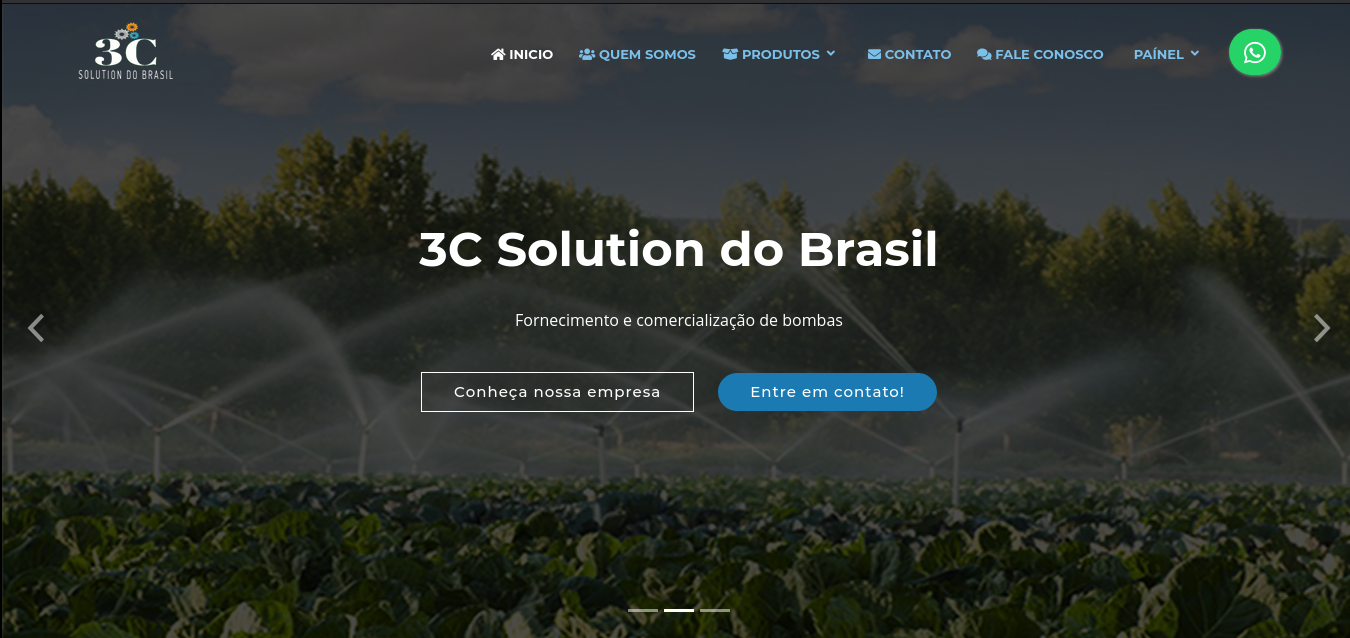 3C
SOLUTION DO BRASIL
INICIO
QUEM SOMOS
PRODUTOS
CONTATO
FALE CONOSCO
PAÍNEL
3C Solution do Brasil
Fornecimento e comercialização de bombas
Conheça nossa empresa
Entre em contato!